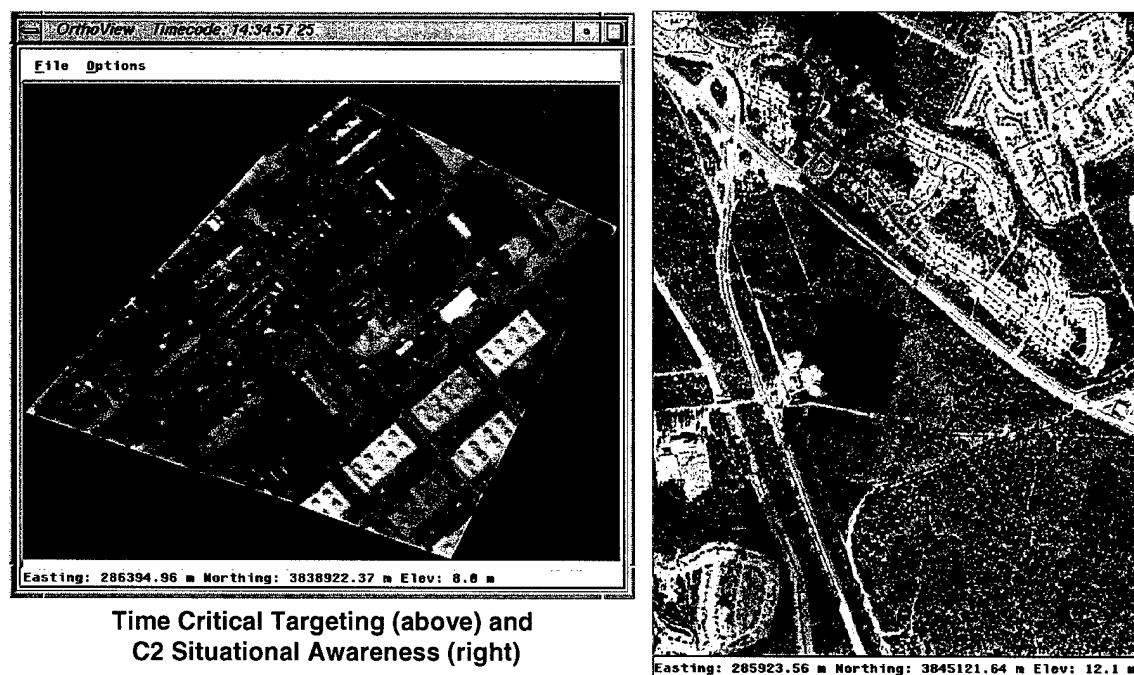 OrthoView Timecode: 14:34:57 25
File Options
Easting: 286394.96 m Northing: 3838922.37 m Elev: 8.0 m
Time Critical Targeting (above) and
C2 Situational Awareness (right)
Easting: 285923.56 m Northing: 3845121.64 m Elev: 12.1 m